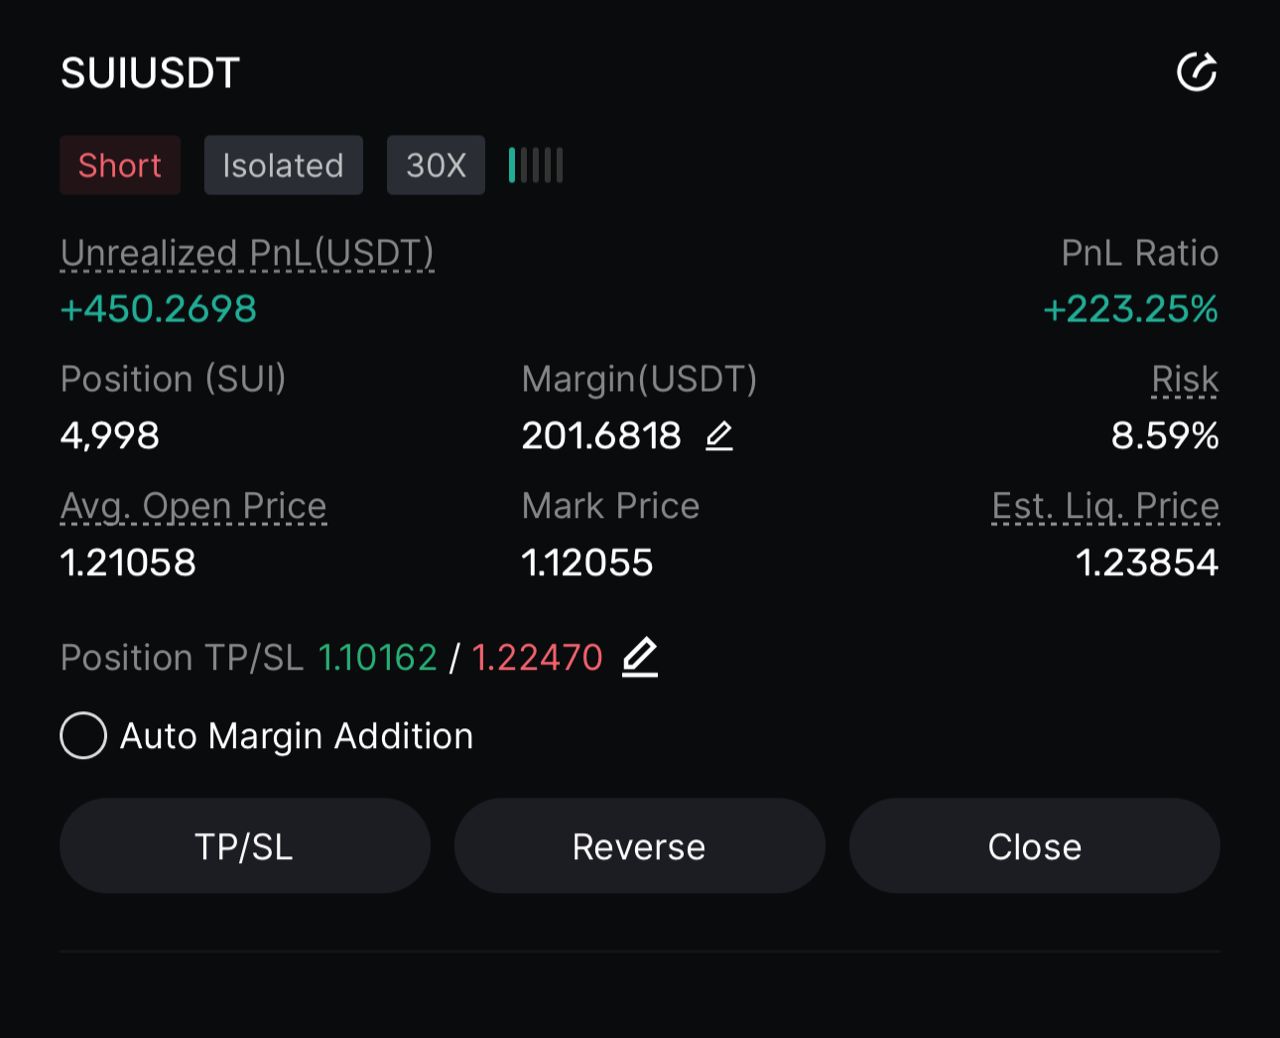 SUIUSDT
Short Isolated 30X
Unrealized PnL(USDT) PnL Ratio
+450.2698 +223.25%
Position (SUI) Margin(USDT) Risk
4,998 201.6818 8.59%
Avg. Open Price Mark Price Est. Liq. Price
1.21058 1.12055 1.23854
Position TP/SL 1.10162 / 1.22470
Auto Margin Addition
TP/SL Reverse Close